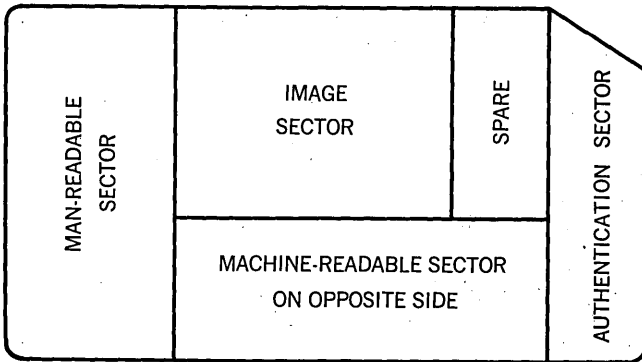 MAN-READABLE
SECTOR
IMAGE
SECTOR
SPARE
MACHINE-READABLE SECTOR
ON OPPOSITE SIDE
AUTHENTICATION SECTOR